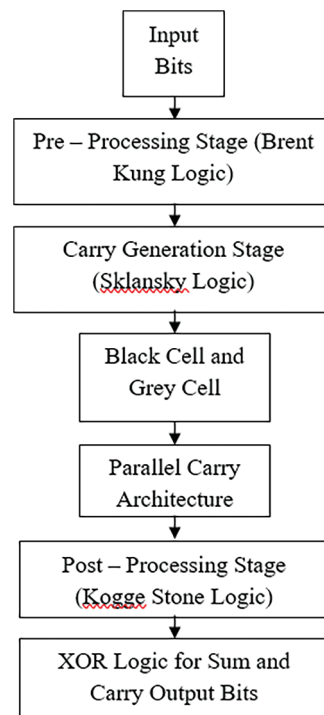 Input
Bits
Pre – Processing Stage (Brent
Kung Logic)
Carry Generation Stage
(Sklansky Logic)
Black Cell and
Grey Cell
Parallel Carry
Architecture
Post – Processing Stage
(Kogge Stone Logic)
XOR Logic for Sum and
Carry Output Bits